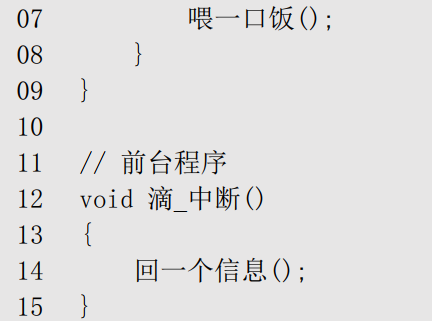 07 喂一口饭();
08 }
09 }
10
11 // 前台程序
12 void 滴_中断()
13 {
14 回一个信息();
15 }